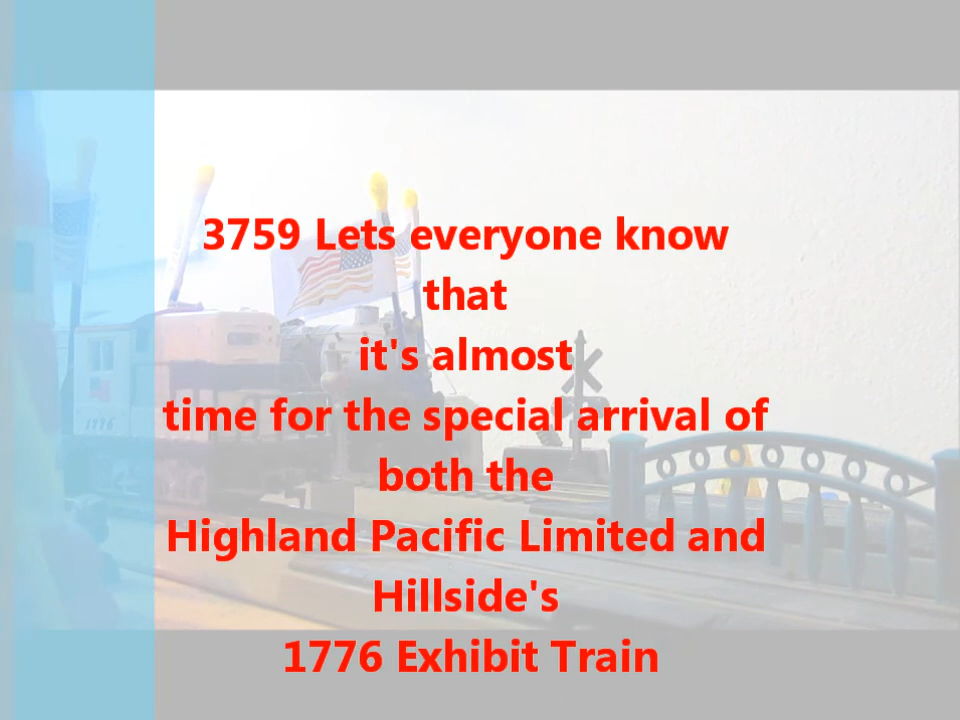 3759 Lets everyone know
that
it's almost
time for the special arrival of
both the
Highland Pacific Limited and
Hillside's
1776 Exhibit Train
1776